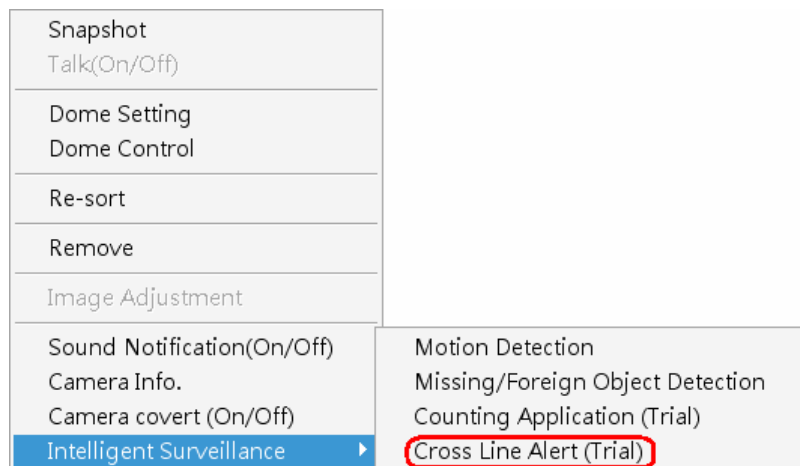 Snapshot
Talk(On/Off)
Dome Setting
Dome Control
Re-sort
Remove
Image Adjustment
Sound Notification(On/Off)
Camera Info.
Camera covert (On/Off)
Intelligent Surveillance
Motion Detection
Missing/Foreign Object Detection
Counting Application (Trial)
Cross Line Alert (Trial)